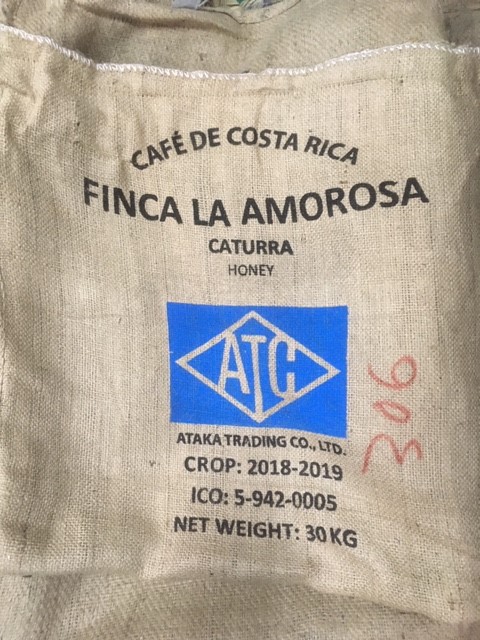 CAFÉ DE COSTA RICA
FINCA LA AMOROSA
CATURRA
HONEY
ATC
ATAKA TRADING CO., LTD.
CROP: 2018-2019
ICO: 5-942-0005
NET WEIGHT: 30 KG
306